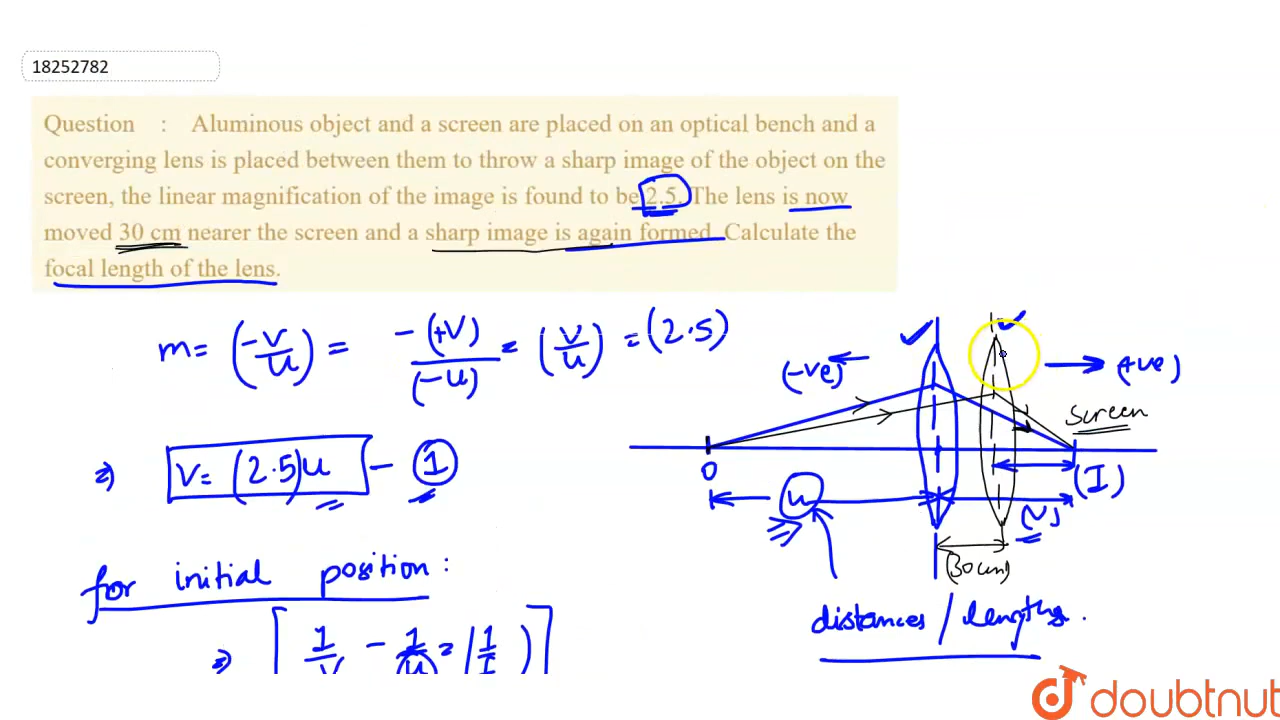 18252782
Question : Aluminous object and a screen are placed on an optical bench and a
converging lens is placed between them to throw a sharp image of the object on the
screen, the linear magnification of the image is found to be 2.5. The lens is now
moved 30 cm nearer the screen and a sharp image is again formed. Calculate the
focal length of the lens.
m = (-v/u) = -(+v)/(-u) = (v/u) = (2.5)
(-ve)
(+ve)
Screen
⇒ v = (2.5)u - 1
O
(I)
u
(v)
(30cm)
for initial position:
distances / lengths.
⇒ [1/v - 1/u = (1/f)]
doubtnut